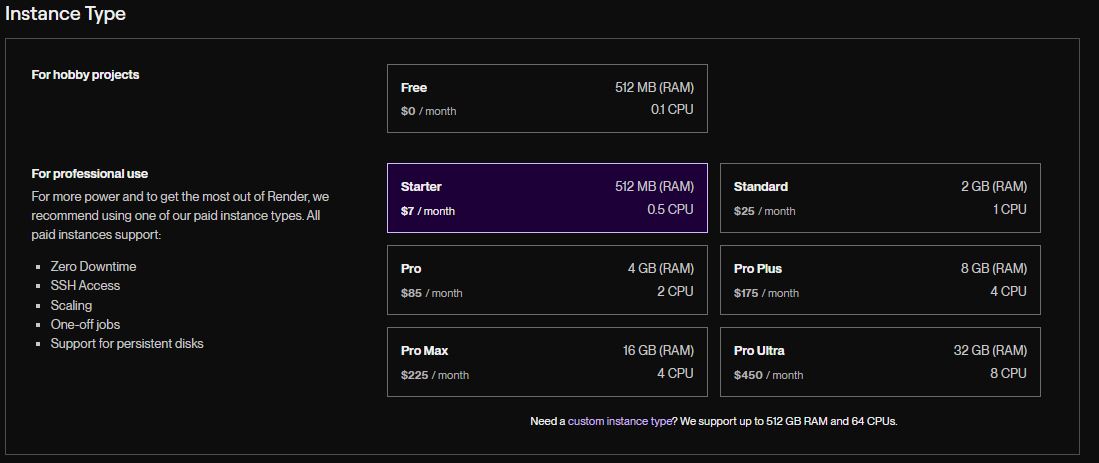 Instance Type
For hobby projects
Free 512 MB (RAM)
$0 / month 0.1 CPU
For professional use
For more power and to get the most out of Render, we
recommend using one of our paid instance types. All
paid instances support:
Zero Downtime
SSH Access
Scaling
One-off jobs
Support for persistent disks
Starter 512 MB (RAM)
$7 / month 0.5 CPU
Standard 2 GB (RAM)
$25 / month 1 CPU
Pro 4 GB (RAM)
$85 / month 2 CPU
Pro Plus 8 GB (RAM)
$175 / month 4 CPU
Pro Max 16 GB (RAM)
$225 / month 4 CPU
Pro Ultra 32 GB (RAM)
$450 / month 8 CPU
Need a custom instance type? We support up to 512 GB RAM and 64 CPUs.